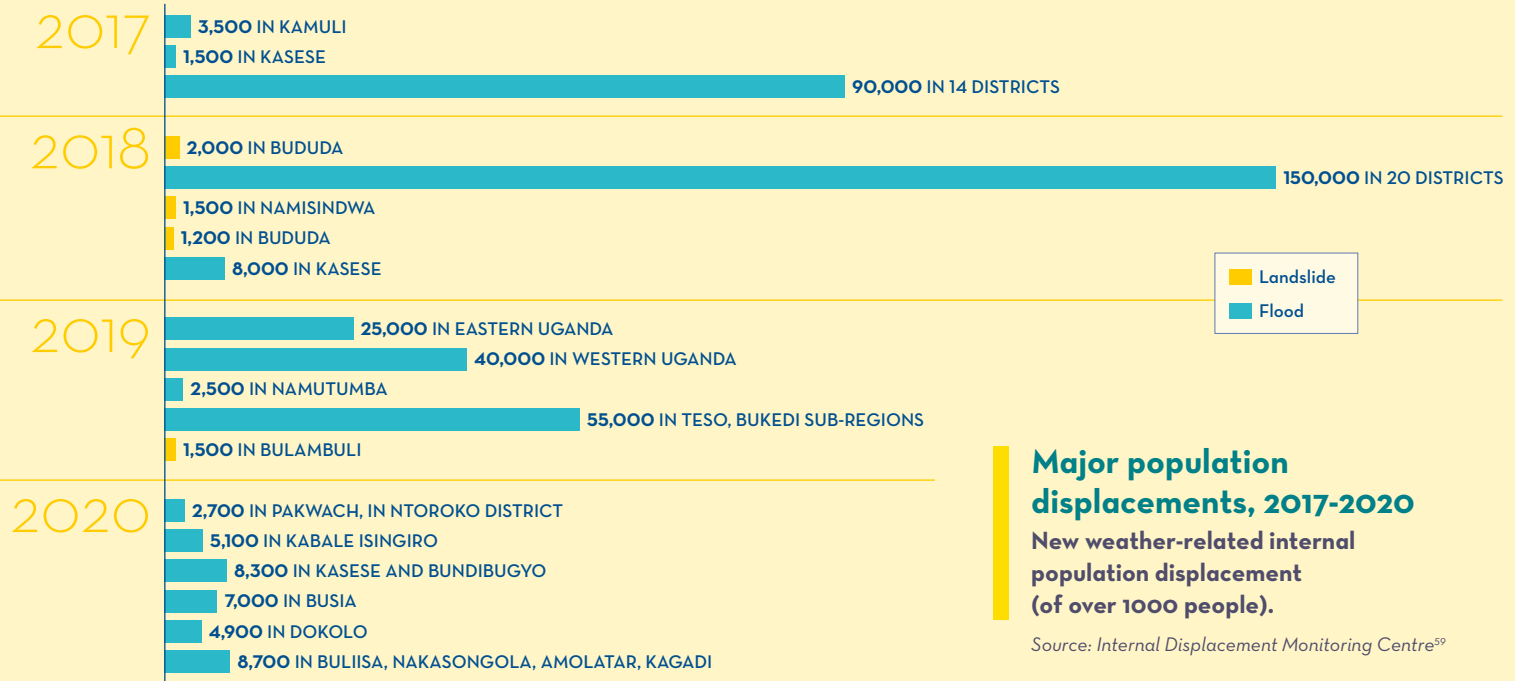 2017
3,500 IN KAMULI
1,500 IN KASESE
90,000 IN 14 DISTRICTS
2018
2,000 IN BUDUDA
150,000 IN 20 DISTRICTS
1,500 IN NAMISINDWA
1,200 IN BUDUDA
8,000 IN KASESE
Landslide
Flood
2019
25,000 IN EASTERN UGANDA
40,000 IN WESTERN UGANDA
2,500 IN NAMUTUMBA
55,000 IN TESO, BUKEDI SUB-REGIONS
1,500 IN BULAMBULI
2020
2,700 IN PAKWACH, IN NTOROKO DISTRICT
5,100 IN KABALE ISINGIRO
8,300 IN KASESE AND BUNDIBUGYO
7,000 IN BUSIA
4,900 IN DOKOLO
8,700 IN BULIISA, NAKASONGOLA, AMOLATAR, KAGADI
Major population
displacements, 2017-2020
New weather-related internal
population displacement
(of over 1000 people).
Source: Internal Displacement Monitoring Centre⁵⁹